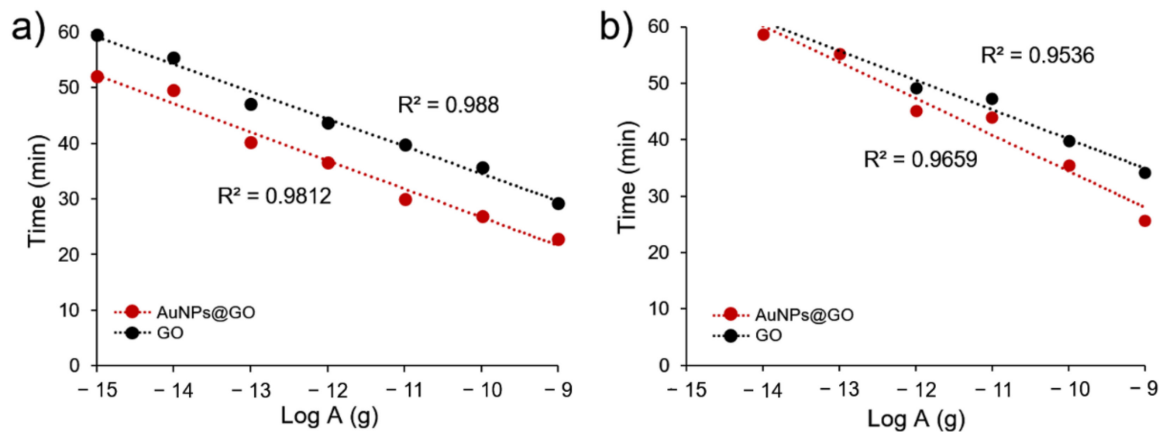 a)
60
50
40
30
20
10
0
Time (min)
R² = 0.988
R² = 0.9812
AuNPs@GO
GO
− 15 − 14 − 13 − 12 − 11 − 10 − 9
Log A (g)
b)
60
50
40
30
20
10
0
Time (min)
R² = 0.9536
R² = 0.9659
AuNPs@GO
GO
− 15 − 14 − 13 − 12 − 11 − 10 − 9
Log A (g)